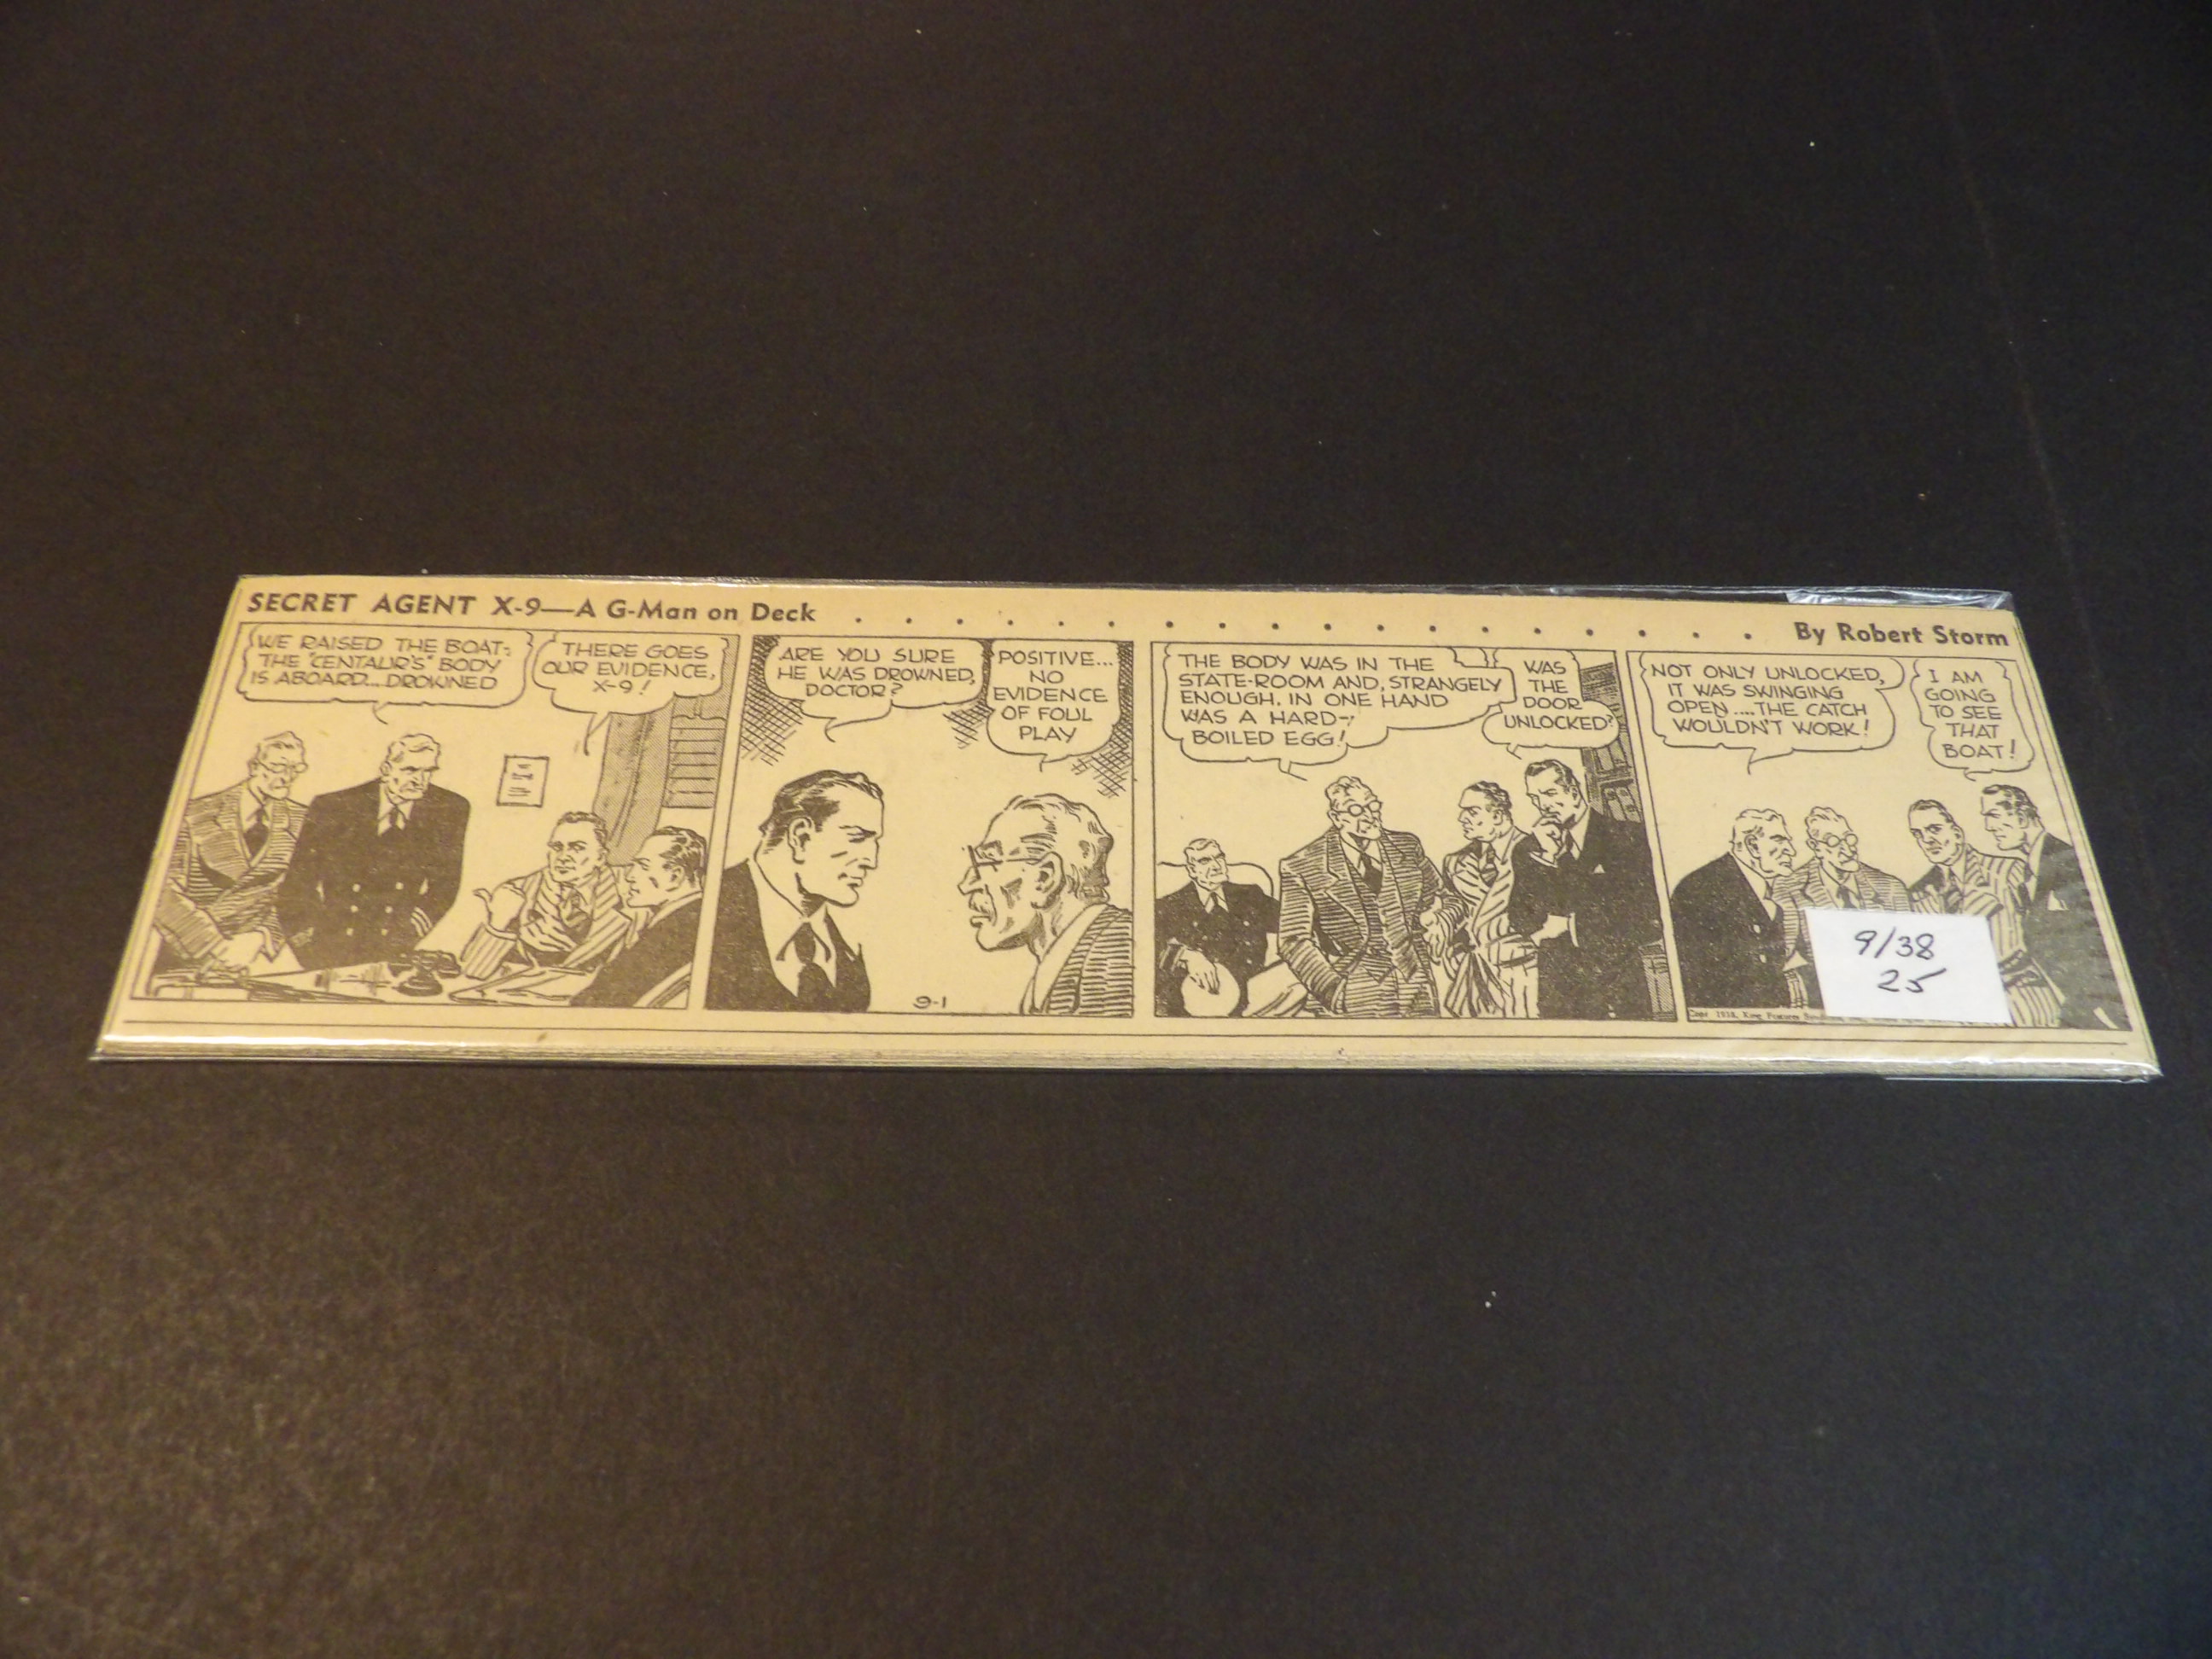 SECRET AGENT X-9—A G-Man on Deck . . . . . . . . . . . . . . . . . . By Robert Storm
WE RAISED THE BOAT:
THE "CENTAUR'S" BODY
IS ABOARD...DROWNED
THERE GOES
OUR EVIDENCE,
X-9!
ARE YOU SURE
HE WAS DROWNED,
DOCTOR?
POSITIVE...
NO
EVIDENCE
OF FOUL
PLAY
9-1
THE BODY WAS IN THE
STATE-ROOM AND, STRANGELY
ENOUGH, IN ONE HAND
WAS A HARD-
BOILED EGG!
WAS
THE
DOOR
UNLOCKED?
NOT ONLY UNLOCKED,
IT WAS SWINGING
OPEN....THE CATCH
WOULDN'T WORK!
I AM
GOING
TO SEE
THAT
BOAT!
9/38
25
Copr. 1938, King Features